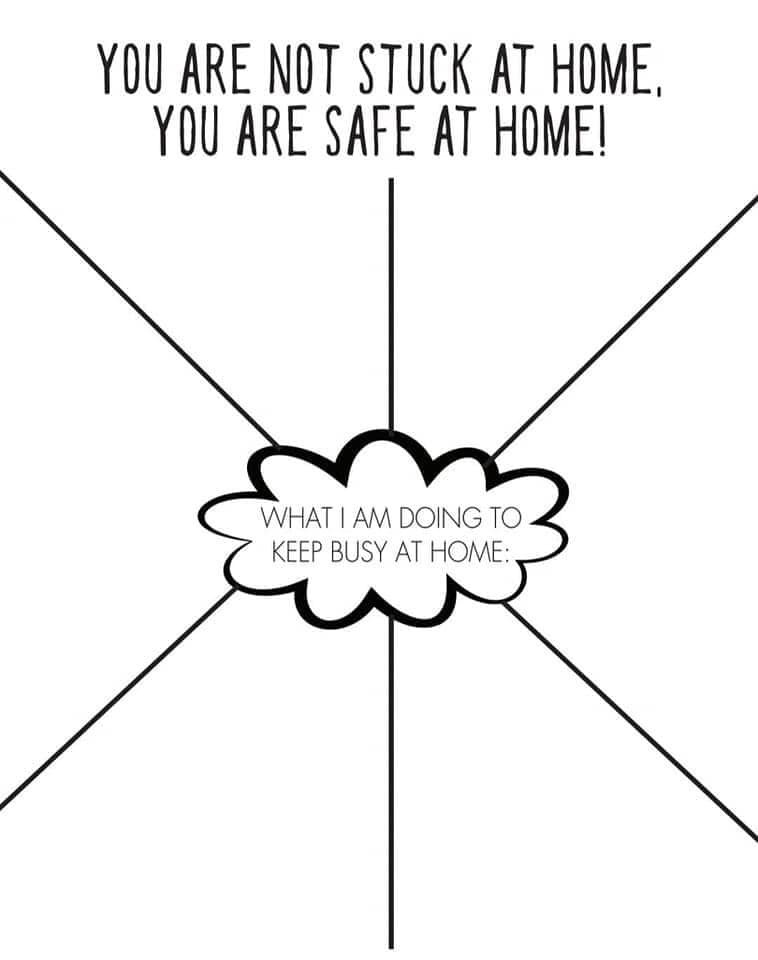 YOU ARE NOT STUCK AT HOME,
YOU ARE SAFE AT HOME!
WHAT I AM DOING TO
KEEP BUSY AT HOME: